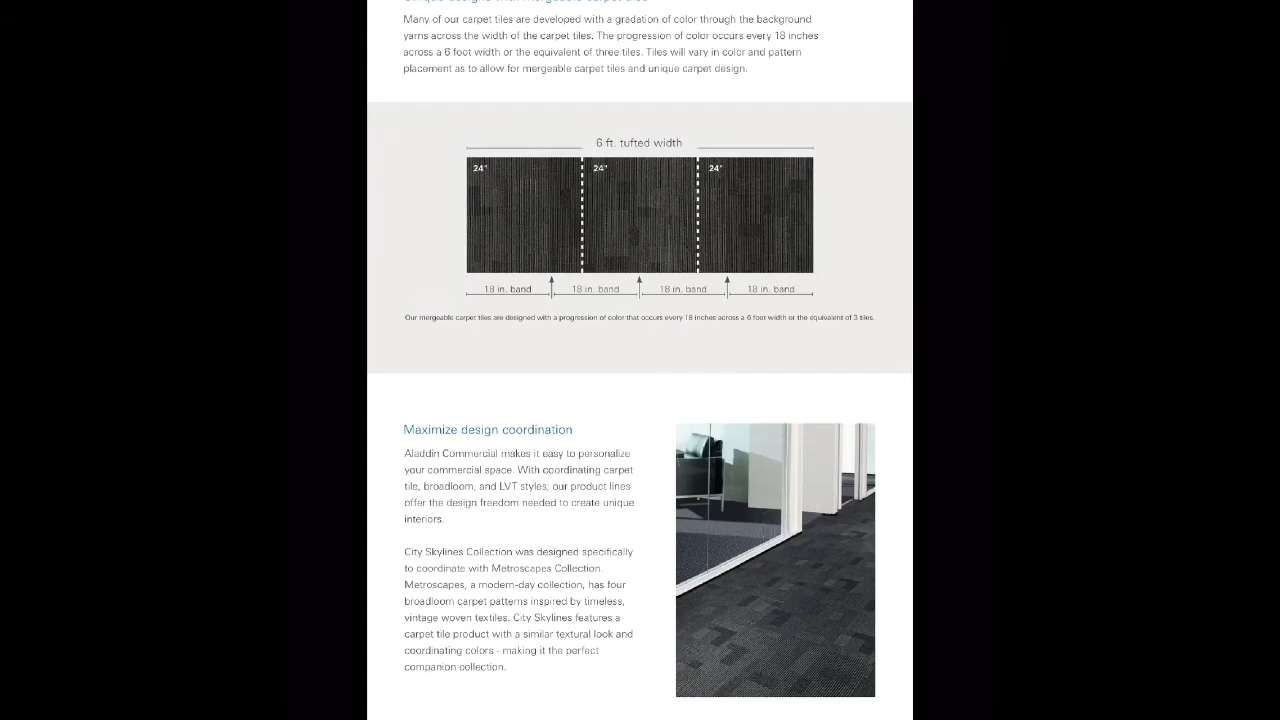 Unique designs with mergeable carpet tiles
Many of our carpet tiles are developed with a gradation of color through the background
yarns across the width of the carpet tiles. The progression of color occurs every 18 inches
across a 6 foot width or the equivalent of three tiles. Tiles will vary in color and pattern
placement as to allow for mergeable carpet tiles and unique carpet design.
6 ft. tufted width
24" 24" 24"
18 in. band 18 in. band 18 in. band 18 in. band
Our mergeable carpet tiles are designed with a progression of color that occurs every 18 inches across a 6 foot width or the equivalent of 3 tiles.
Maximize design coordination
Aladdin Commercial makes it easy to personalize
your commercial space. With coordinating carpet
tile, broadloom, and LVT styles; our product lines
offer the design freedom needed to create unique
interiors.
City Skylines Collection was designed specifically
to coordinate with Metroscapes Collection.
Metroscapes, a modern-day collection, has four
broadloom carpet patterns inspired by timeless,
vintage woven textiles. City Skylines features a
carpet tile product with a similar textural look and
coordinating colors - making it the perfect
companion collection.